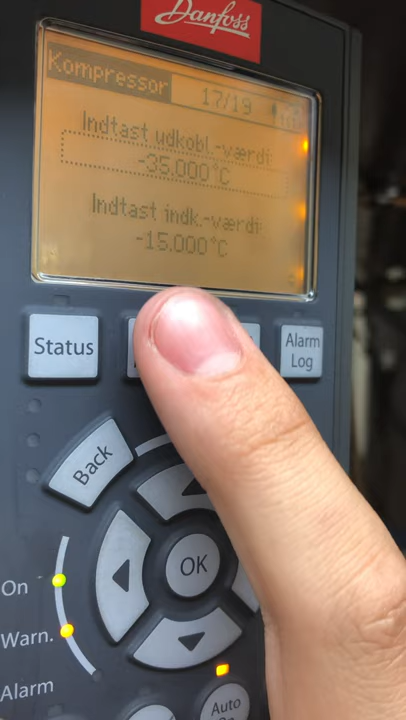 Danfoss
Kompressor 17/19
Indtast udkobl.-værdi
-35.000°C
Indtast indk.-værdi
-15.000°C
Status
Alarm
Log
Back
OK
On
Warn.
Alarm
Auto